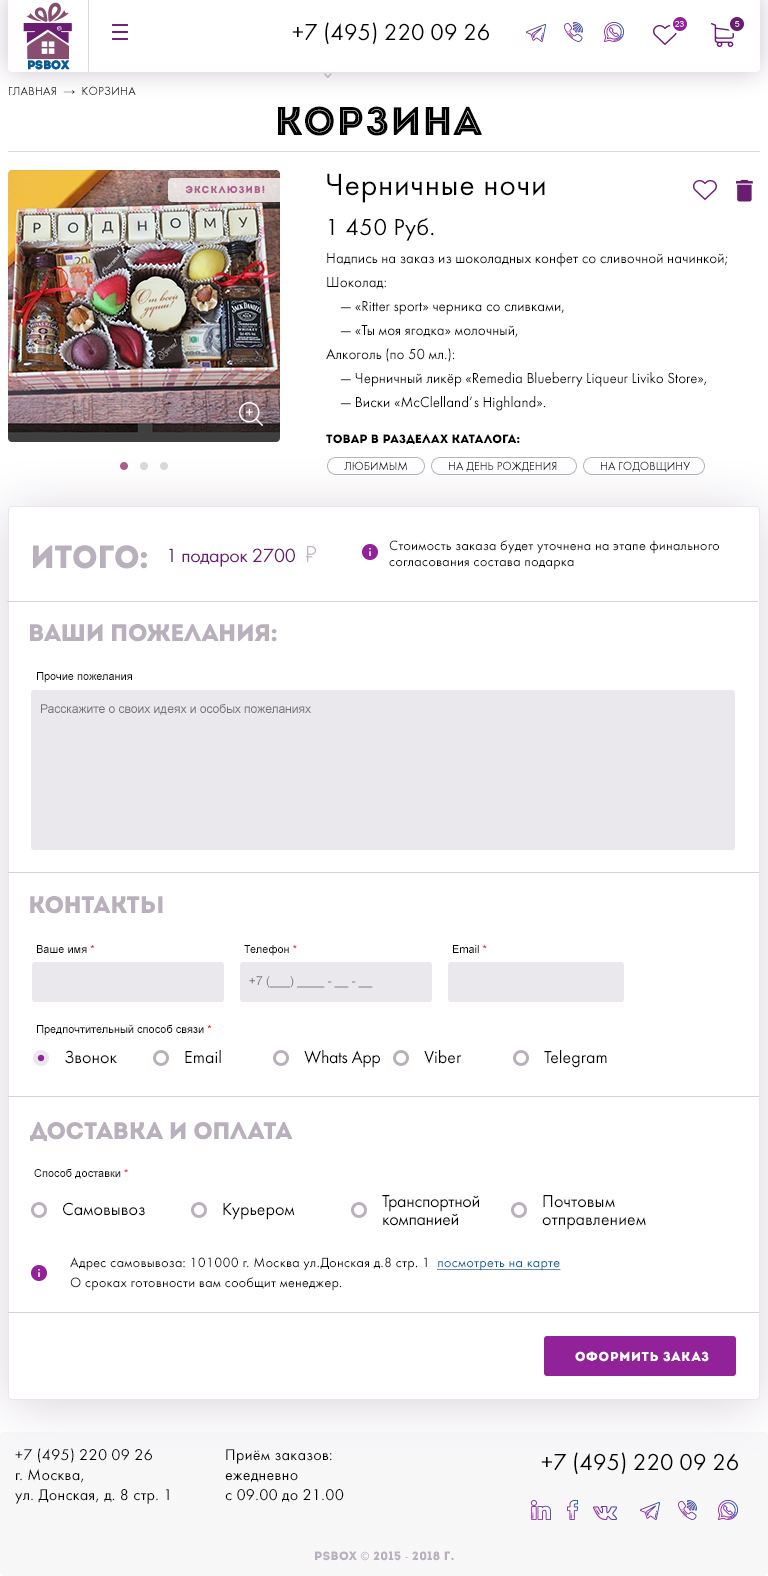 PSBOX
+7 (495) 220 09 26
23
5
ГЛАВНАЯ → КОРЗИНА
КОРЗИНА
ЭКСКЛЮЗИВ!
РОДНОМУ
От всей
души!
JACK DANIEL'S
Черничные ночи
1 450 Руб.
Надпись на заказ из шоколадных конфет со сливочной начинкой;
Шоколад:
— «Ritter sport» черника со сливками,
— «Ты моя ягодка» молочный,
Алкоголь (по 50 мл.):
— Черничный ликёр «Remedia Blueberry Liqueur Liviko Store»,
— Виски «McClelland’s Highland».
ТОВАР В РАЗДЕЛАХ КАТАЛОГА:
ЛЮБИМЫМ НА ДЕНЬ РОЖДЕНИЯ НА ГОДОВЩИНУ
ИТОГО: 1 подарок 2700 ₽
Стоимость заказа будет уточнена на этапе финального
согласования состава подарка
ВАШИ ПОЖЕЛАНИЯ:
Прочие пожелания
Расскажите о своих идеях и особых пожеланиях
КОНТАКТЫ
Ваше имя * Телефон * Email *
+7 (___) ____ - __ - __
Предпочтительный способ связи *
Звонок Email Whats App Viber Telegram
ДОСТАВКА И ОПЛАТА
Способ доставки *
Самовывоз Курьером Транспортной компанией Почтовым отправлением
Адрес самовывоза: 101000 г. Москва ул.Донская д.8 стр. 1 посмотреть на карте
О сроках готовности вам сообщит менеджер.
ОФОРМИТЬ ЗАКАЗ
+7 (495) 220 09 26
г. Москва,
ул. Донская, д. 8 стр. 1
Приём заказов:
ежедневно
с 09.00 до 21.00
+7 (495) 220 09 26
PSBOX © 2015 - 2018 Г.